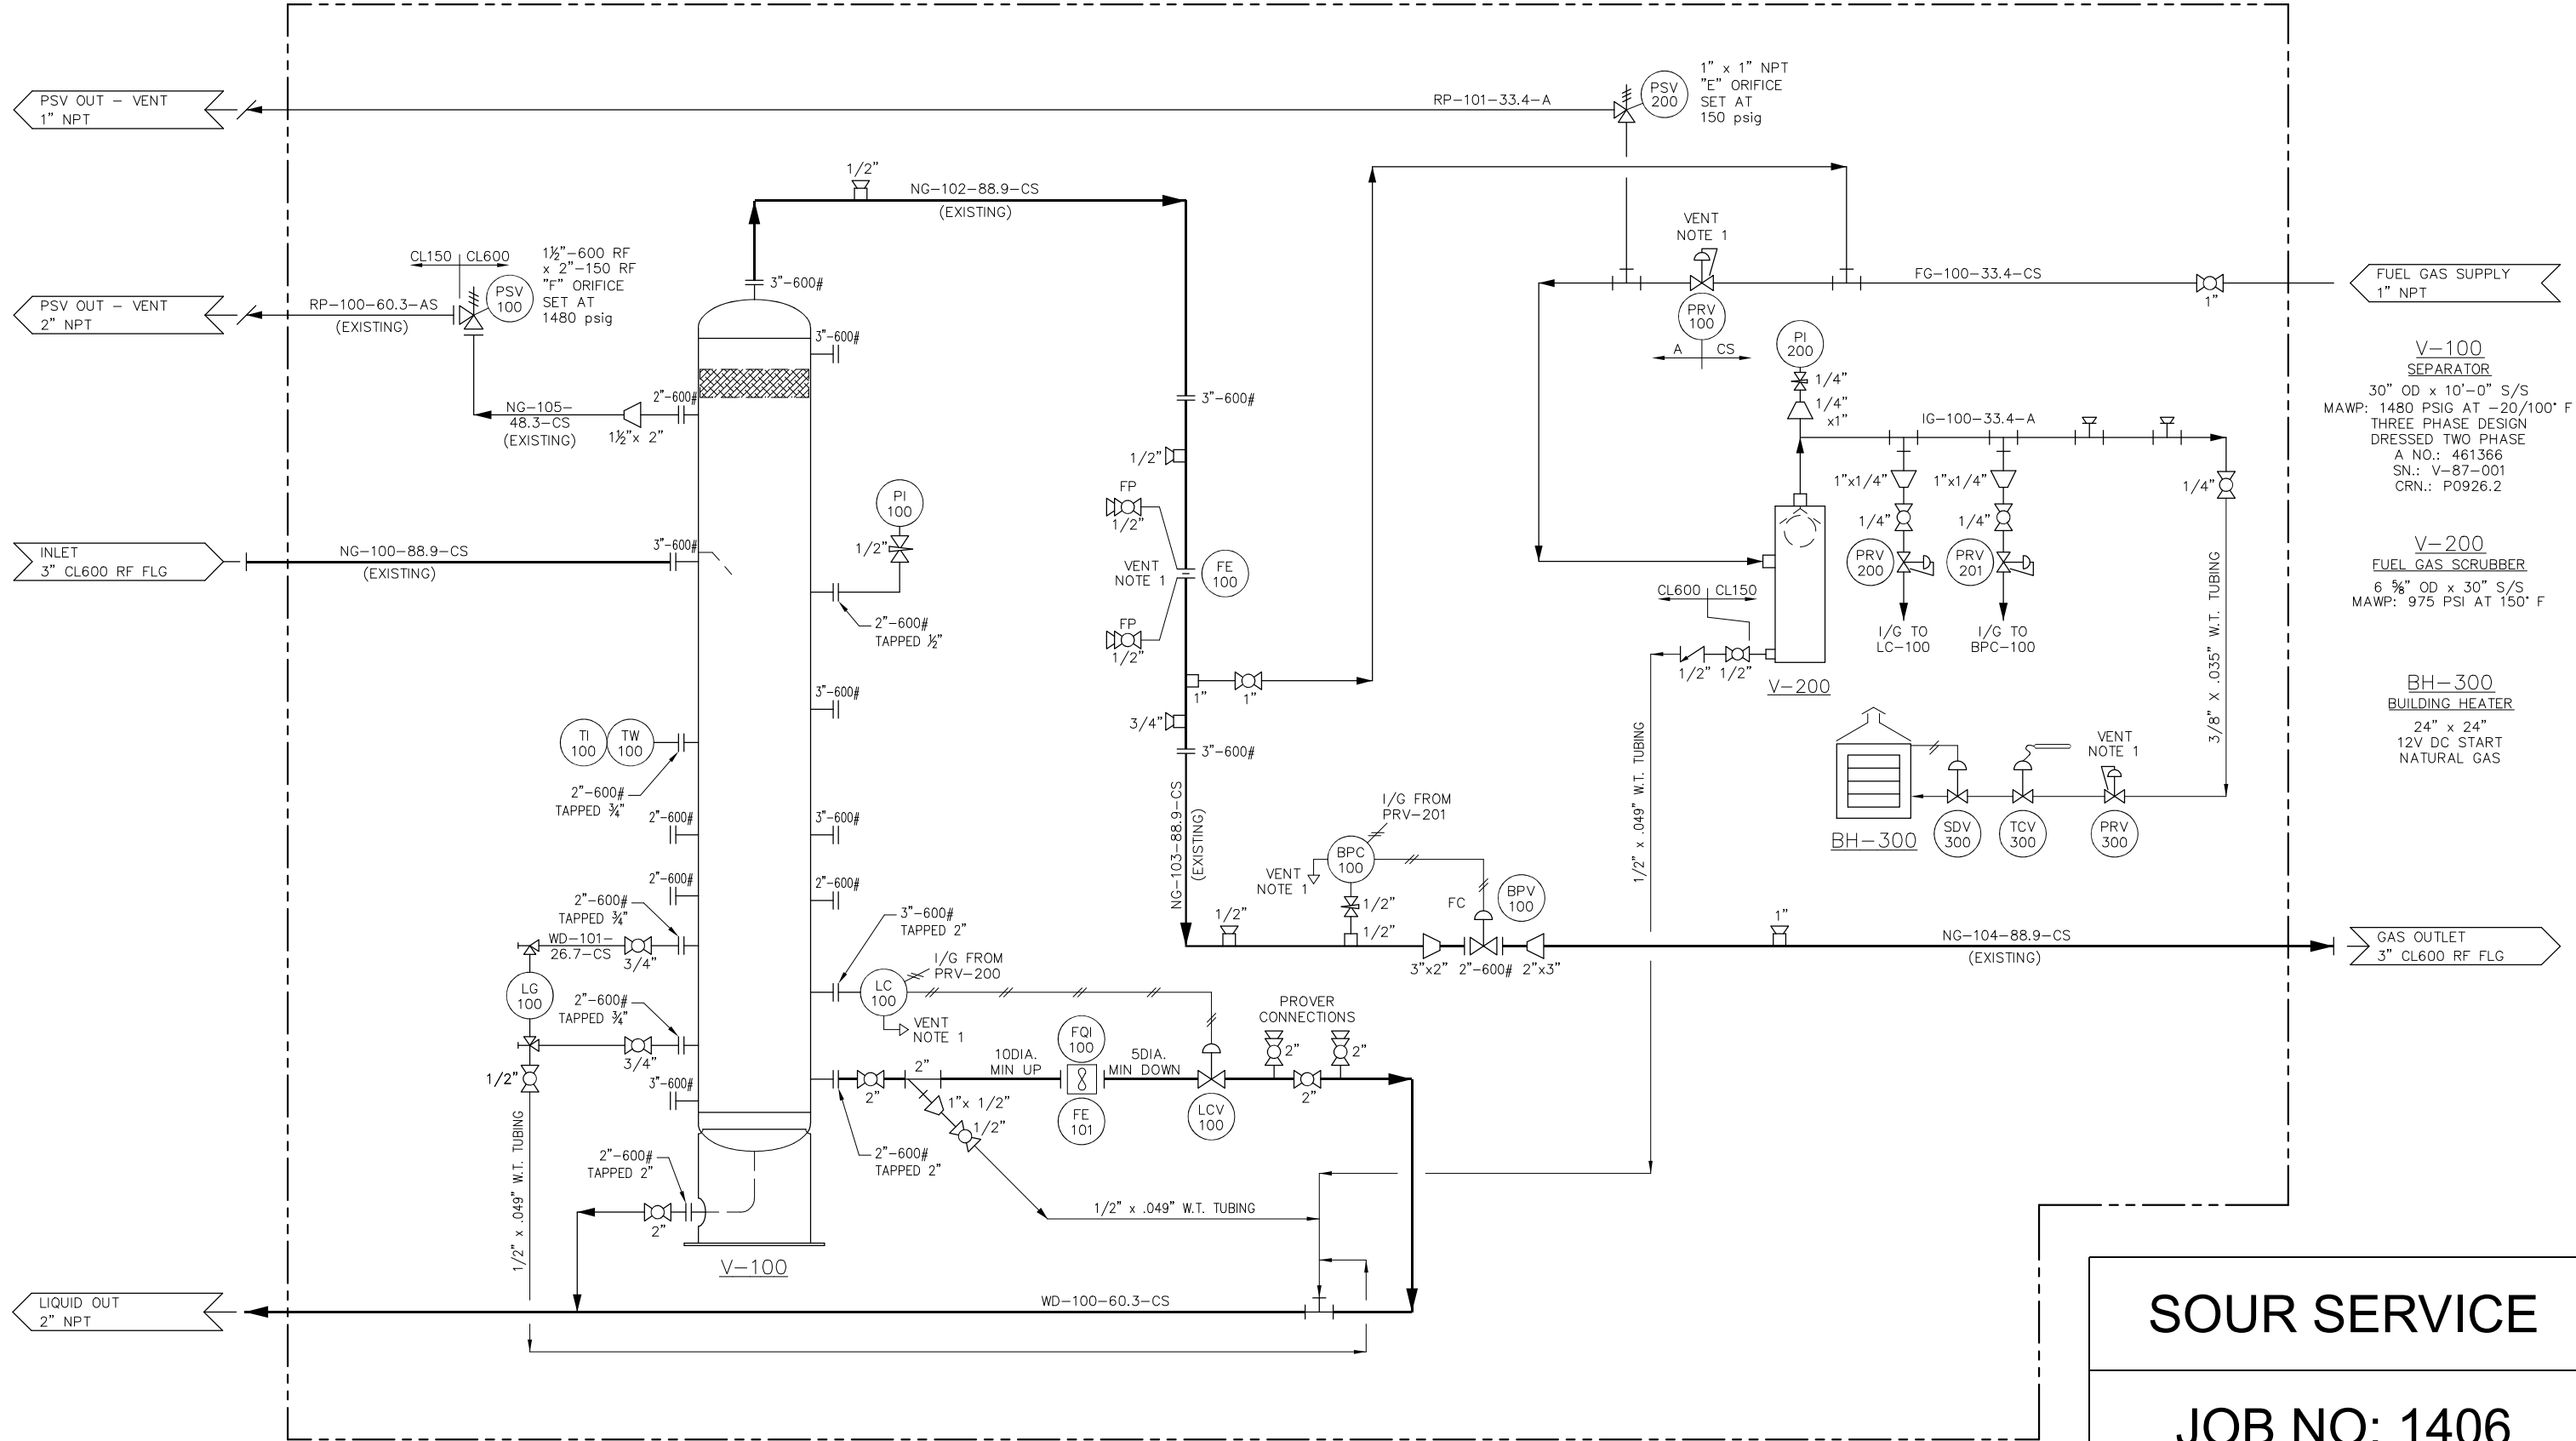 PSV OUT – VENT
1" NPT
RP–101–33.4–A
PSV
200
1" x 1" NPT
"E" ORIFICE
SET AT
150 psig
1/2"
NG–102–88.9–CS
(EXISTING)
VENT
NOTE 1
PRV
100
A
CS
FG–100–33.4–CS
1"
FUEL GAS SUPPLY
1" NPT
CL150
CL600
PSV
100
1½"–600 RF
x 2"–150 RF
"F" ORIFICE
SET AT
1480 psig
PSV OUT – VENT
2" NPT
RP–100–60.3–AS
(EXISTING)
3"–600#
3"–600#
2"–600#
NG–105–
48.3–CS
(EXISTING)
1½"x 2"
3"–600#
1/2"
FP
1/2"
VENT
NOTE 1
FE
100
FP
1/2"
1"
1"
3/4"
3"–600#
PI
200
1/4"
1/4"
x1"
IG–100–33.4–A
1"x1/4"
1"x1/4"
1/4"
1/4"
1/4"
PRV
200
PRV
201
I/G TO
LC–100
I/G TO
BPC–100
CL600
CL150
1/2"
1/2"
V–200
3/8" X .035" W.T. TUBING
V–100
SEPARATOR
30" OD x 10'–0" S/S
MAWP: 1480 PSIG AT –20/100° F
THREE PHASE DESIGN
DRESSED TWO PHASE
A NO.: 461366
SN.: V–87–001
CRN.: P0926.2
V–200
FUEL GAS SCRUBBER
6 ⅝" OD x 30" S/S
MAWP: 975 PSI AT 150° F
BH–300
BUILDING HEATER
24" x 24"
12V DC START
NATURAL GAS
INLET
3" CL600 RF FLG
NG–100–88.9–CS
(EXISTING)
3"–600#
PI
100
1/2"
2"–600#
TAPPED ½"
3"–600#
TI
100
TW
100
2"–600#
TAPPED ¾"
2"–600#
3"–600#
2"–600#
2"–600#
2"–600#
TAPPED ¾"
WD–101–
26.7–CS
3/4"
LG
100
2"–600#
TAPPED ¾"
3/4"
1/2"
3"–600#
3"–600#
TAPPED 2"
LC
100
I/G FROM
PRV–200
VENT
NOTE 1
NG–103–88.9–CS
(EXISTING)
I/G FROM
PRV–201
BPC
100
VENT
NOTE 1
1/2"
1/2"
1/2"
FC
BPV
100
3"x2"
2"–600#
2"x3"
1/2" x .049" W.T. TUBING
BH–300
SDV
300
TCV
300
PRV
300
VENT
NOTE 1
1"
NG–104–88.9–CS
(EXISTING)
GAS OUTLET
3" CL600 RF FLG
2"
2"
10DIA.
MIN UP
FQI
100
FE
101
5DIA.
MIN DOWN
LCV
100
PROVER
CONNECTIONS
2"
2"
2"
1"x 1/2"
1/2"
2"–600#
TAPPED 2"
2"–600#
TAPPED 2"
2"
1/2" x .049" W.T. TUBING
1/2" x .049" W.T. TUBING
V–100
LIQUID OUT
2" NPT
WD–100–60.3–CS
SOUR SERVICE
JOB NO: 1406